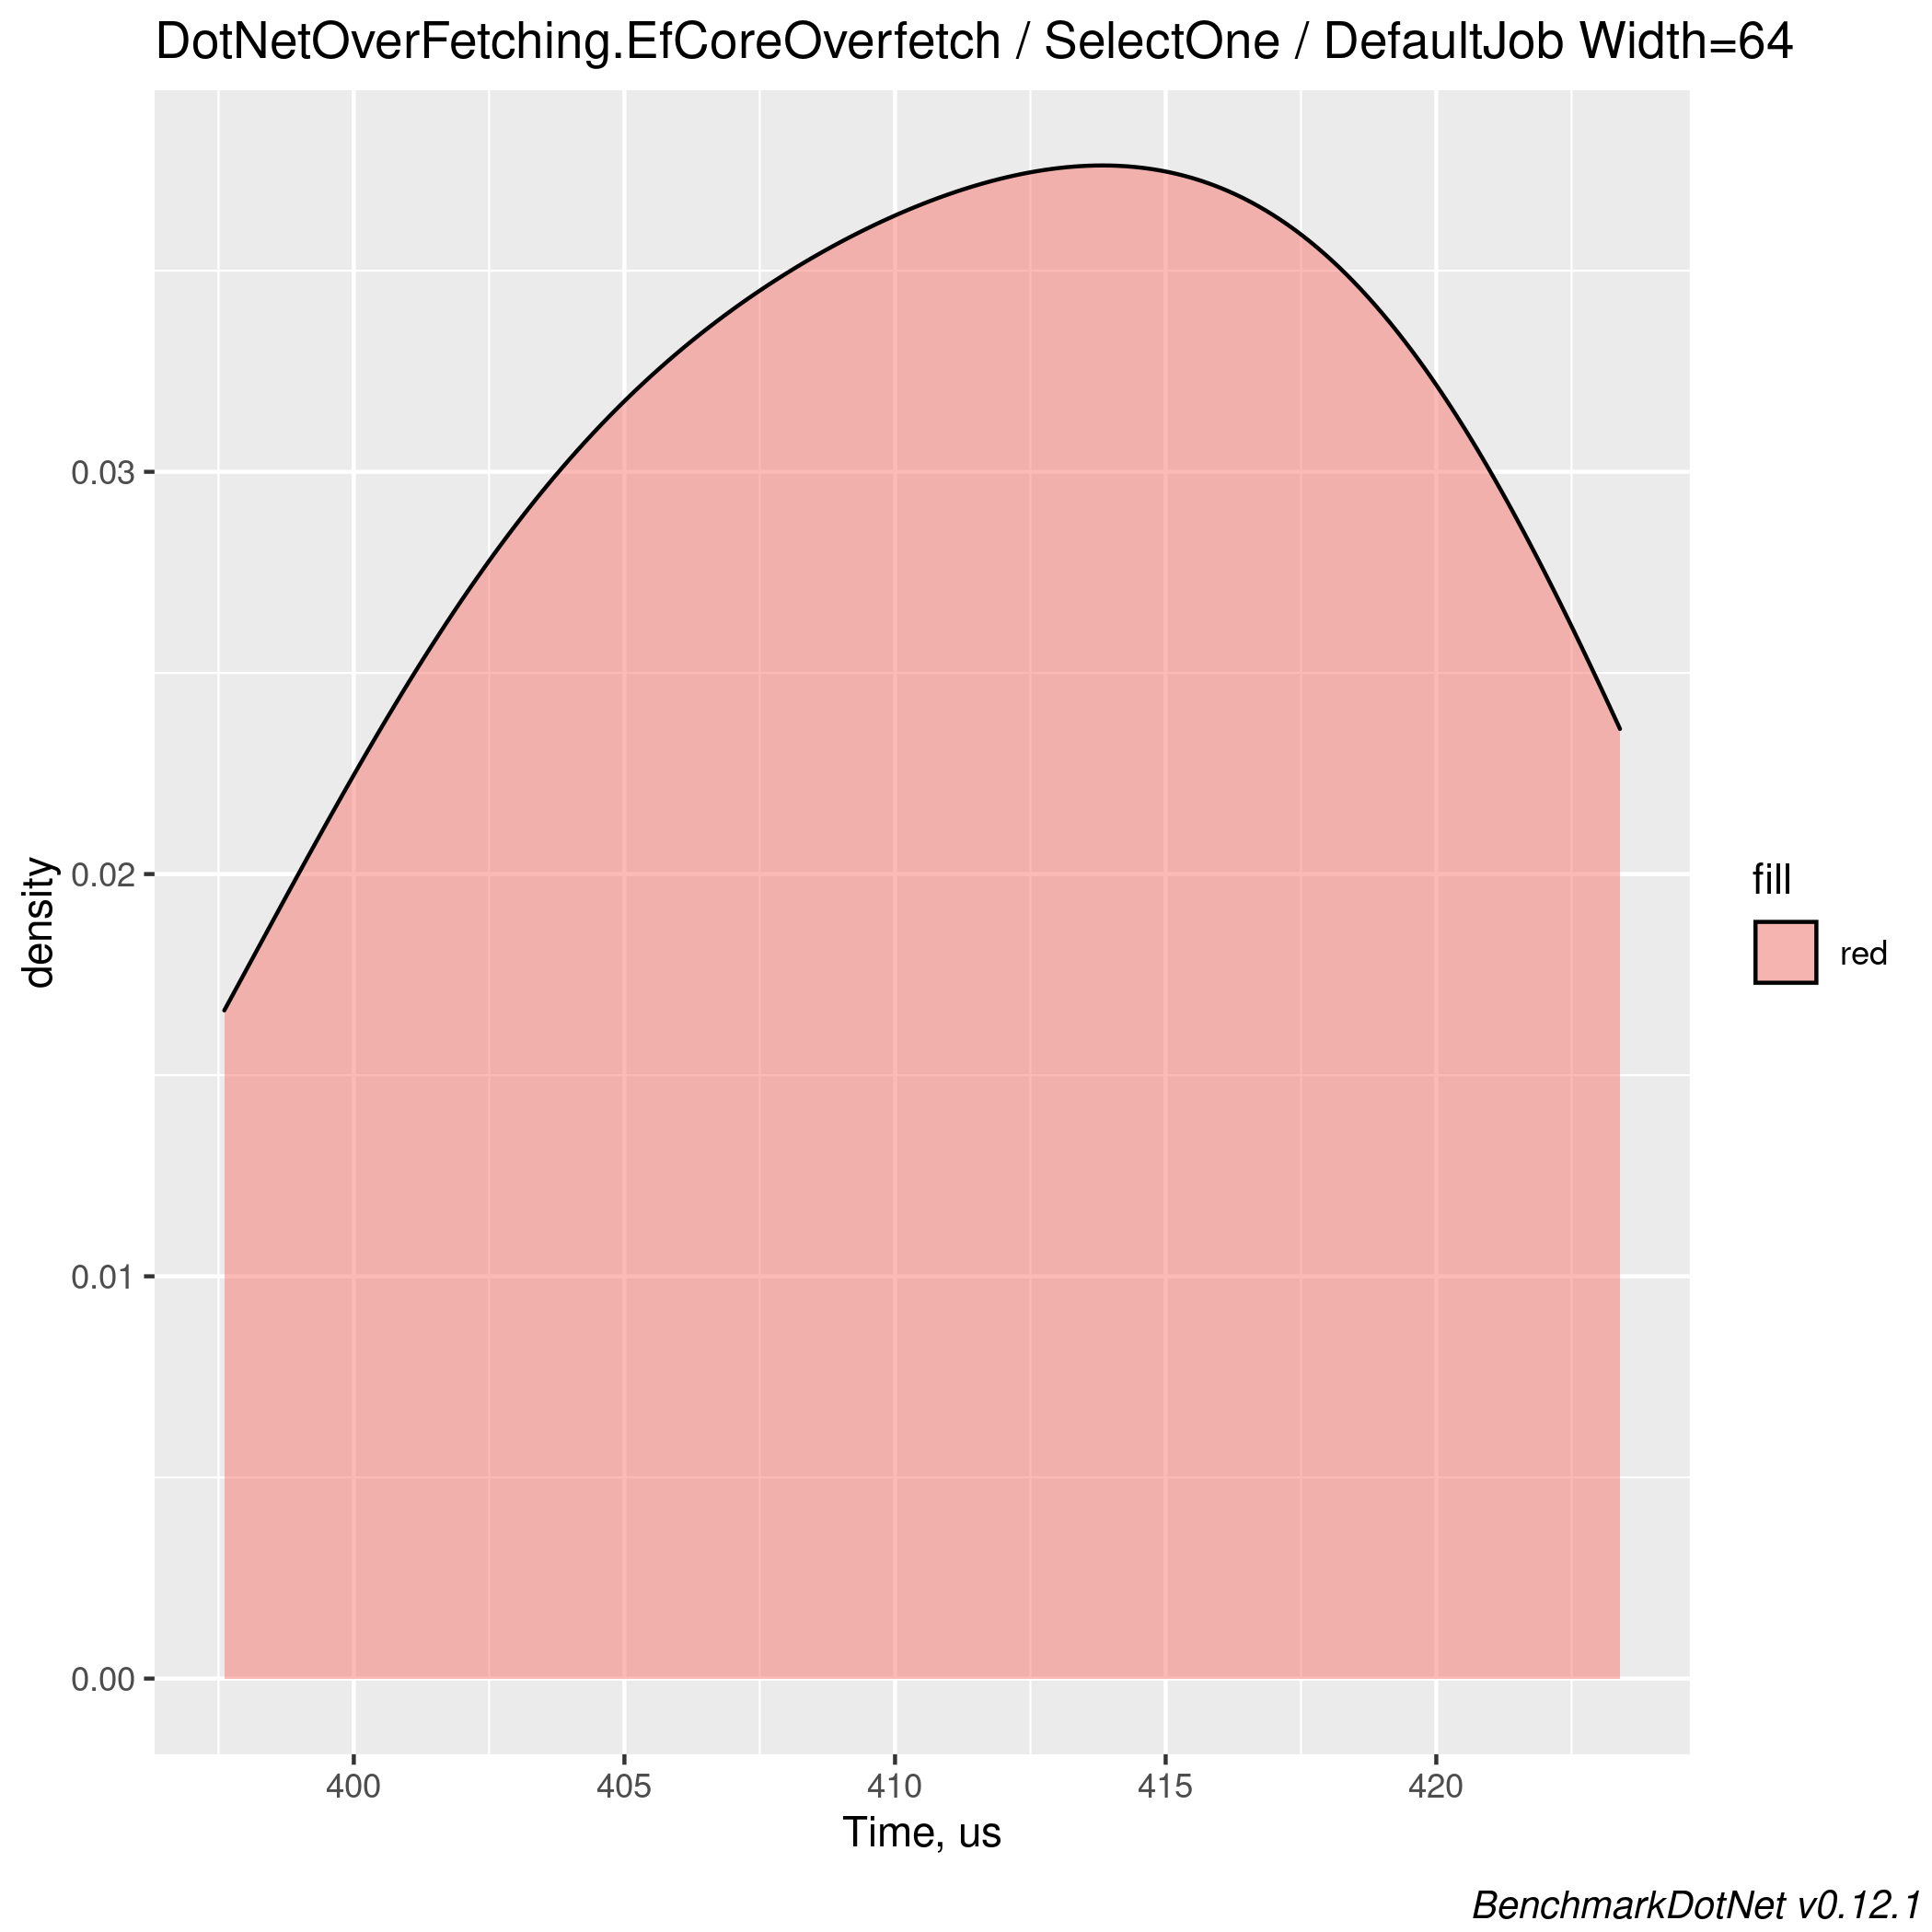 DotNetOverFetching.EfCoreOverfetch / SelectOne / DefaultJob Width=64
density
0.03
0.02
0.01
0.00
400 405 410 415 420
Time, us
fill
red
BenchmarkDotNet v0.12.1